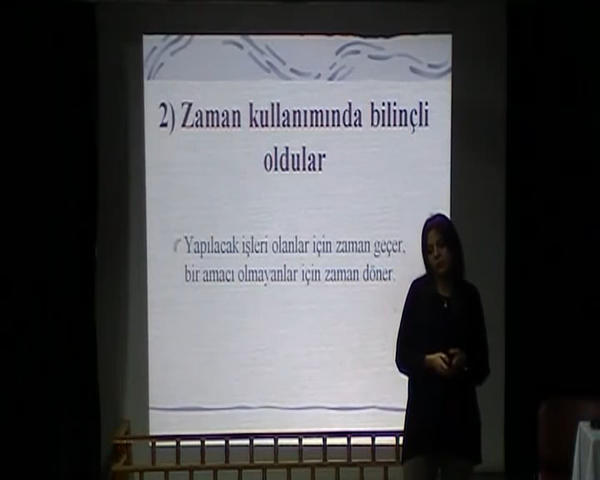 2) Zaman kullanımında bilinçli
oldular
Yapılacak işleri olanlar için zaman geçer,
bir amacı olmayanlar için zaman döner.